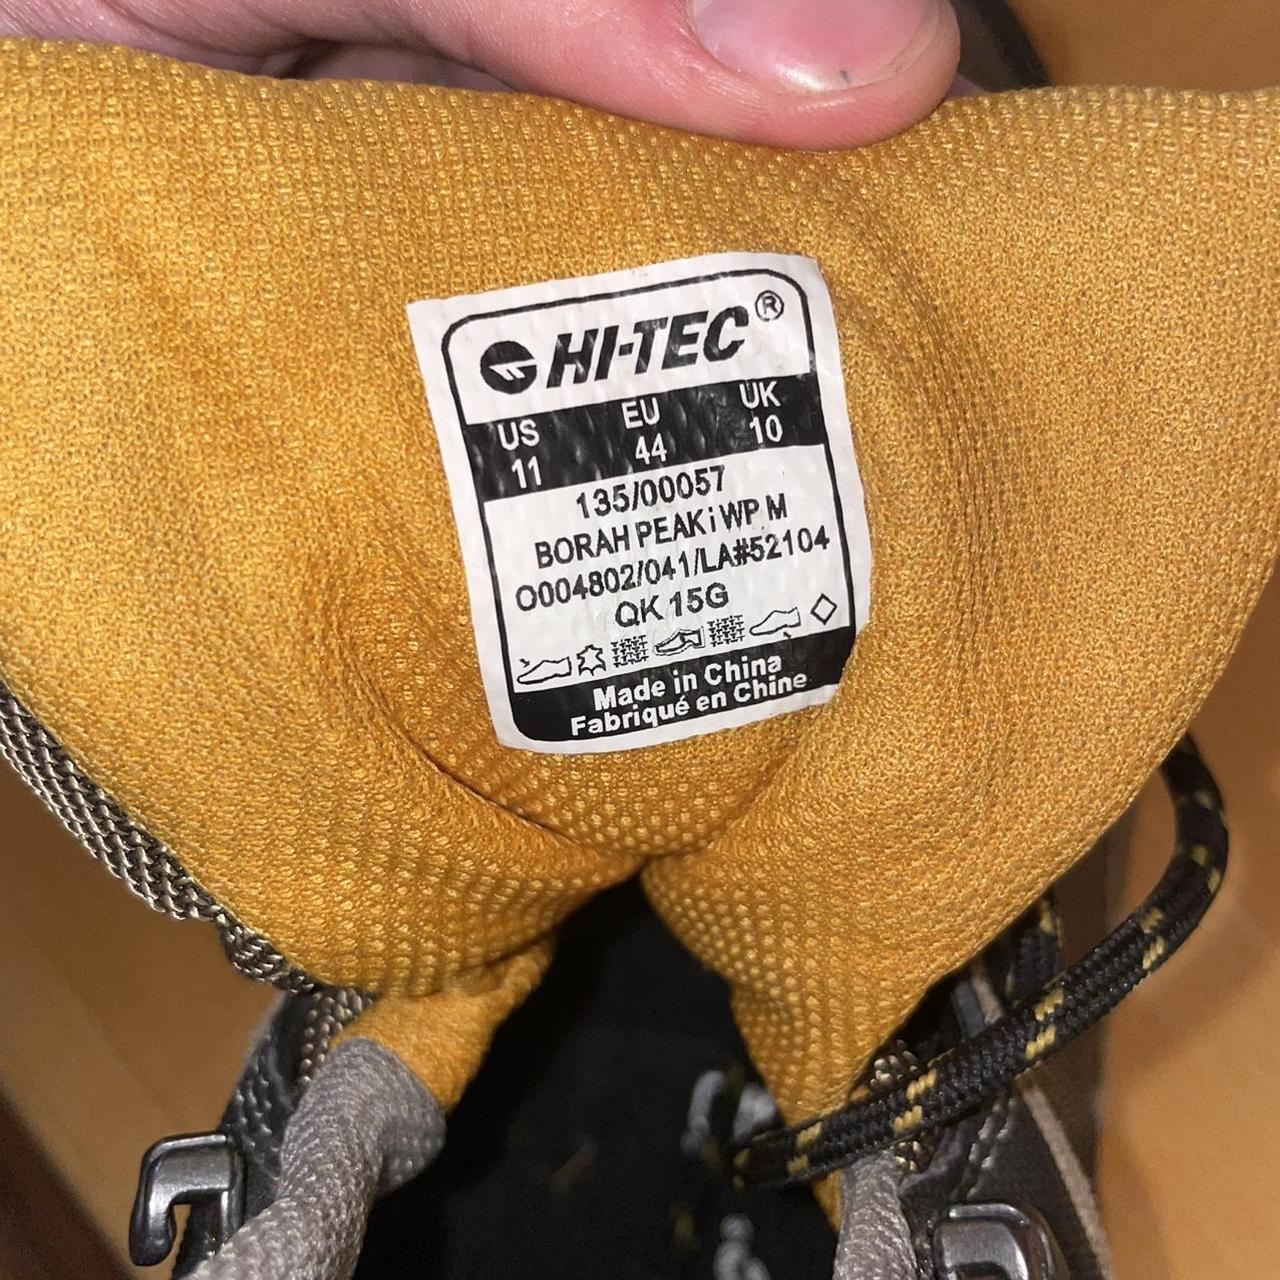 HI-TEC®
US EU UK
11 44 10
135/00057
BORAH PEAK i WP M
O004802/041/LA#52104
QK 15G
Made in China
Fabriqué en Chine